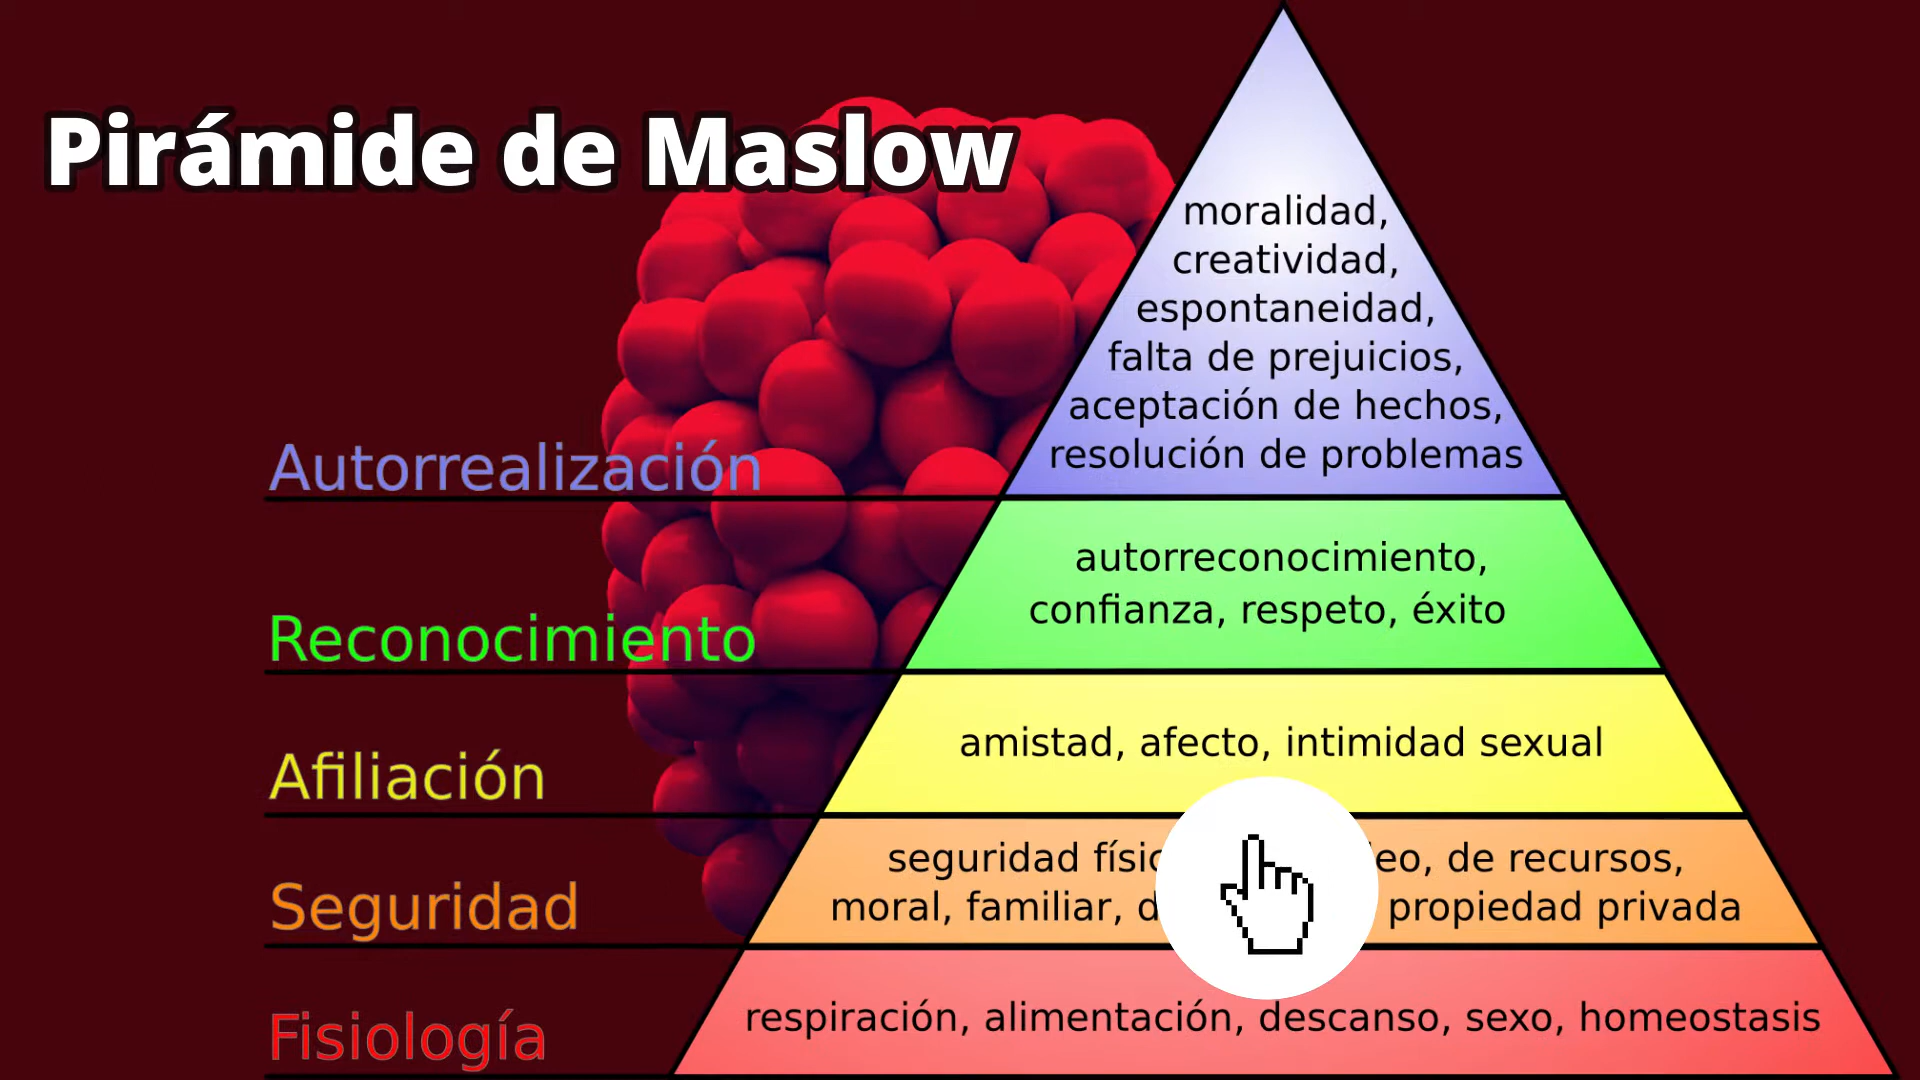 Pirámide de Maslow
moralidad,
creatividad,
espontaneidad,
falta de prejuicios,
aceptación de hechos,
resolución de problemas
Autorrealización
autorreconocimiento,
confianza, respeto, éxito
Reconocimiento
amistad, afecto, intimidad sexual
Afiliación
seguridad de recursos,
moral, familiar, propiedad privada
Seguridad
respiración, alimentación, descanso, sexo, homeostasis
Fisiología